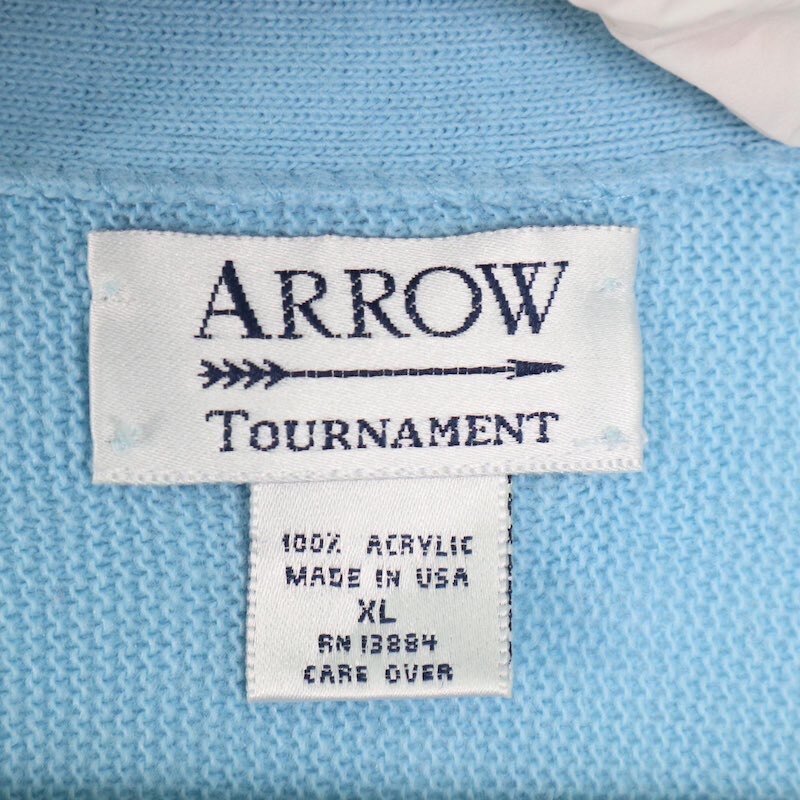 ARROW
TOURNAMENT
100% ACRYLIC
MADE IN USA
XL
RN 13884
CARE OVER